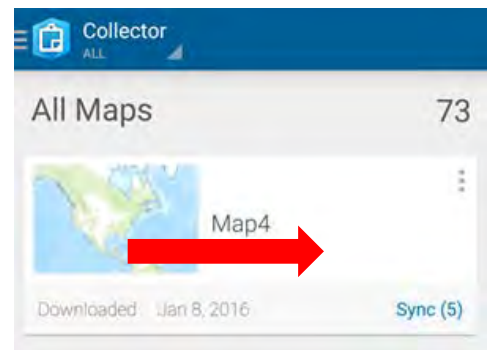 Collector
ALL
All Maps 73
Map4
Downloaded Jan 8, 2016 Sync (5)